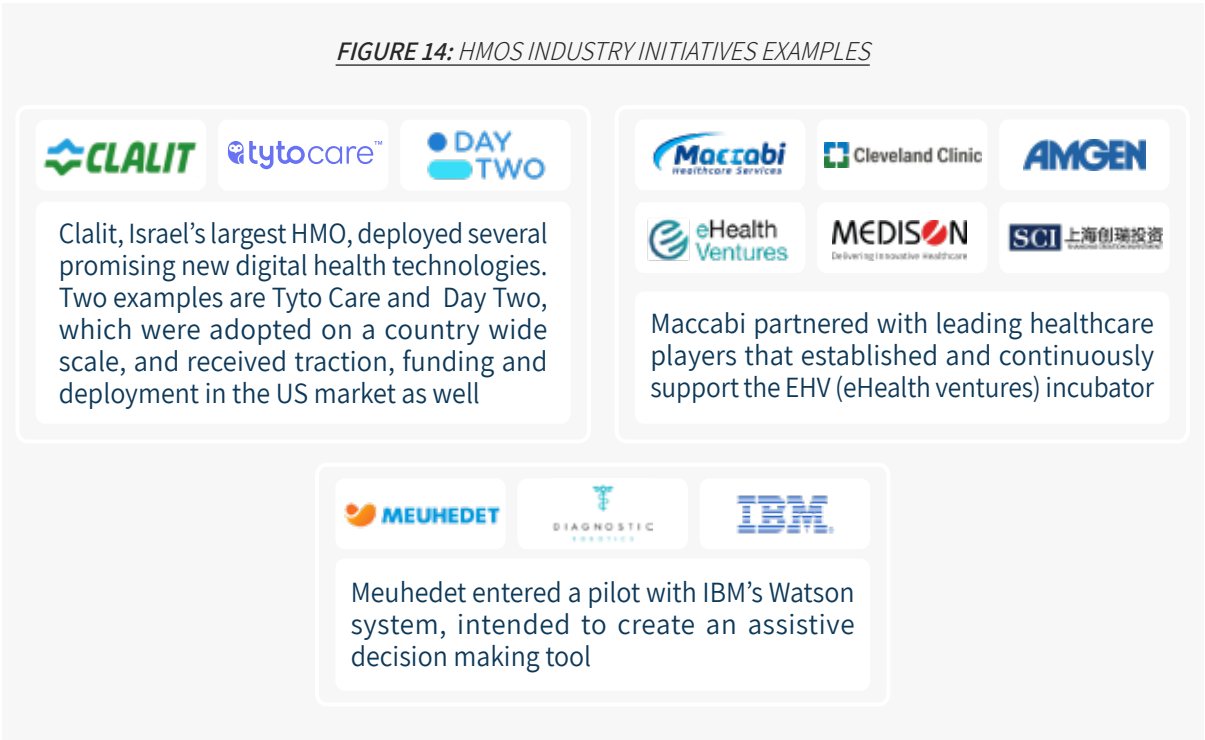 FIGURE 14: HMOS INDUSTRY INITIATIVES EXAMPLES
CLALIT
tytocare™
DAY
TWO
Clalit, Israel’s largest HMO, deployed several
promising new digital health technologies.
Two examples are Tyto Care and Day Two,
which were adopted on a country wide
scale, and received traction, funding and
deployment in the US market as well
Maccabi
Healthcare Services
Cleveland Clinic
AMGEN
eHealth
Ventures
MEDISON
Delivering Innovative Healthcare
SCI 上海创瑞投资
Maccabi partnered with leading healthcare
players that established and continuously
support the EHV (eHealth ventures) incubator
MEUHEDET
DIAGNOSTIC
ROBOTICS
IBM®
Meuhedet entered a pilot with IBM’s Watson
system, intended to create an assistive
decision making tool